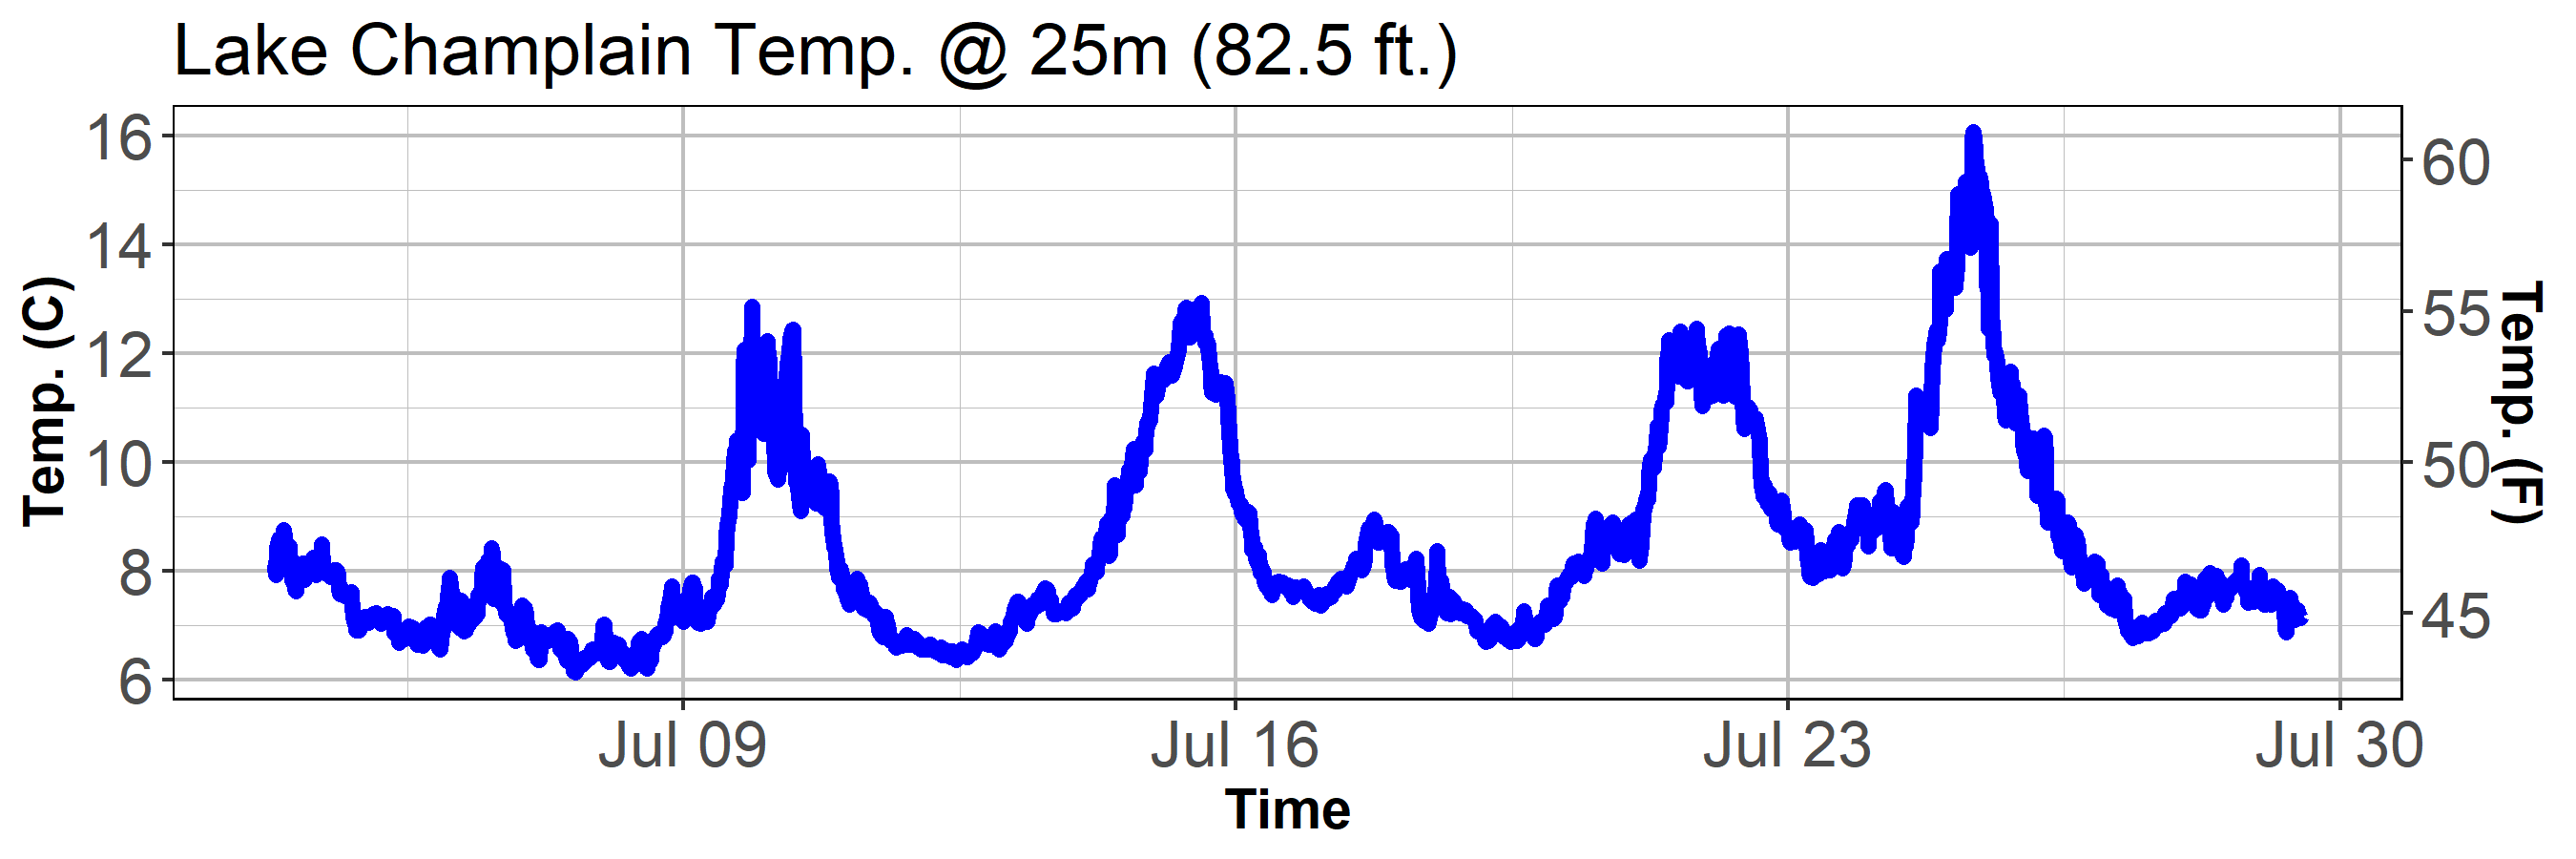 Lake Champlain Temp. @ 25m (82.5 ft.)
Temp. (C)
16
14
12
10
8
6
60
55
50
45
Temp. (F)
Jul 09 Jul 16 Jul 23 Jul 30
Time